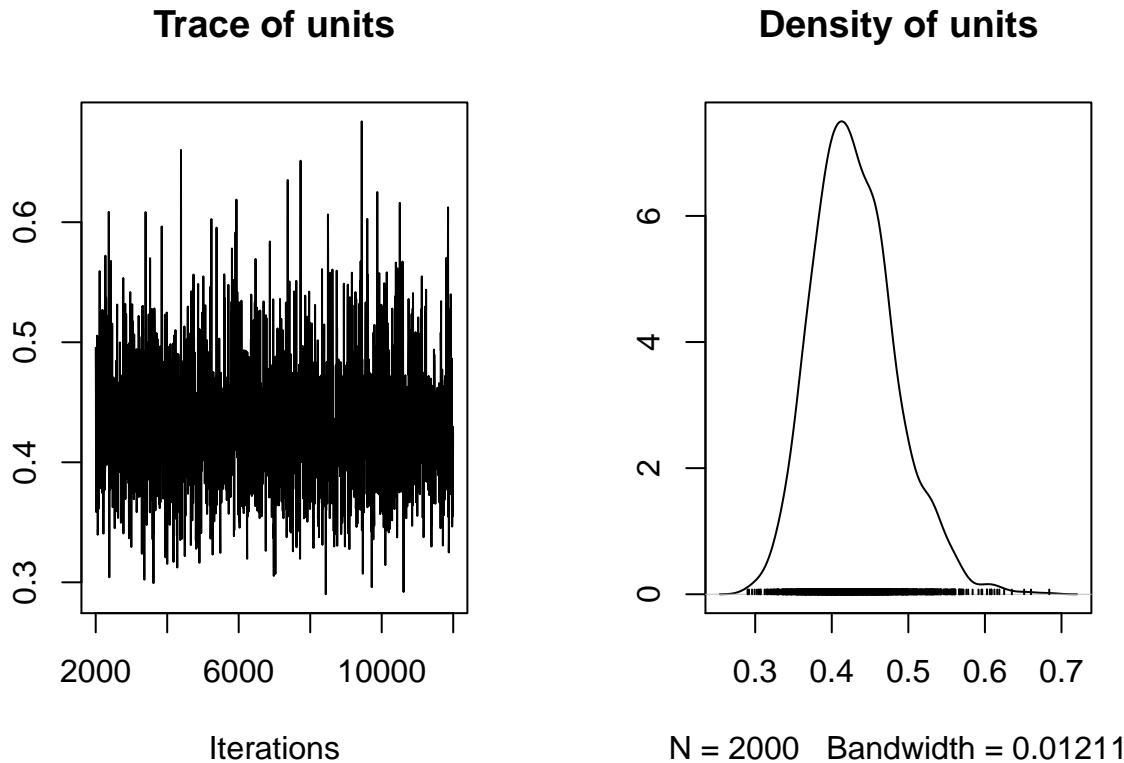 Trace of units
0.6
0.5
0.4
0.3
2000 6000 10000
Iterations
Density of units
6
4
2
0
0.3 0.4 0.5 0.6 0.7
N = 2000 Bandwidth = 0.01211